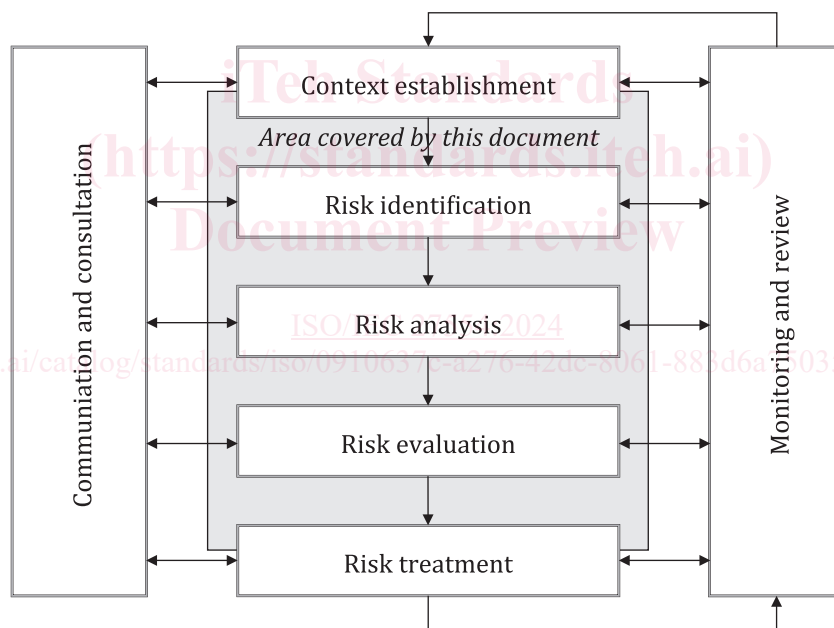 Context establishment
Area covered by this document
Risk identification
Risk analysis
Risk evaluation
Risk treatment
Communiation and consultation
Monitoring and review
iTeh Standards
(https://standards.iteh.ai)
Document Preview
2024